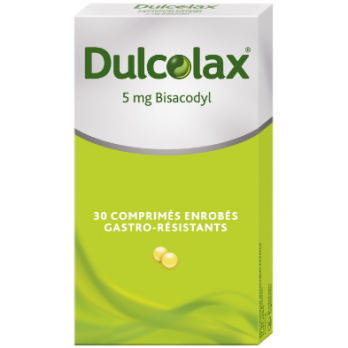 Dulcolax®
5 mg Bisacodyl
30 COMPRIMÉS ENROBÉS
GASTRO-RÉSISTANTS